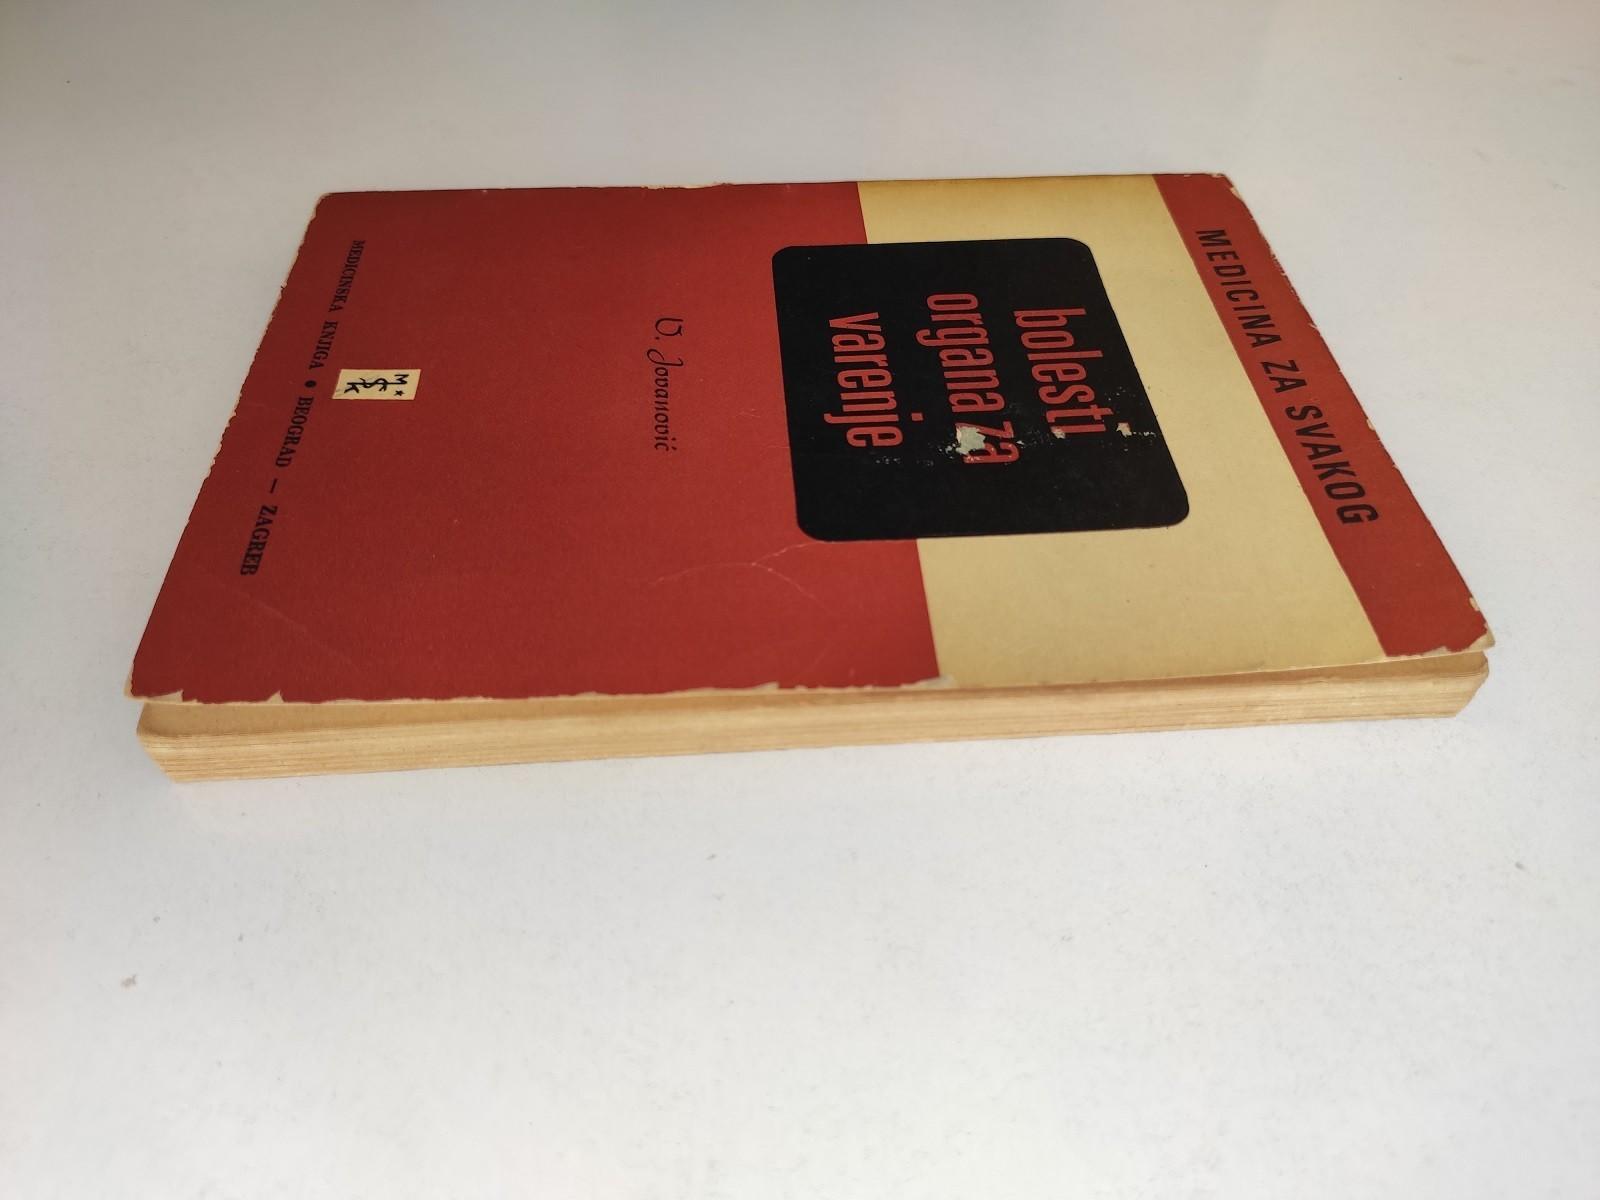 MEDICINA ZA SVAKOG
bolesti
organa za
varenje
V. Jovanović
M
K
MEDICINSKA KNJIGA • BEOGRAD — ZAGREB